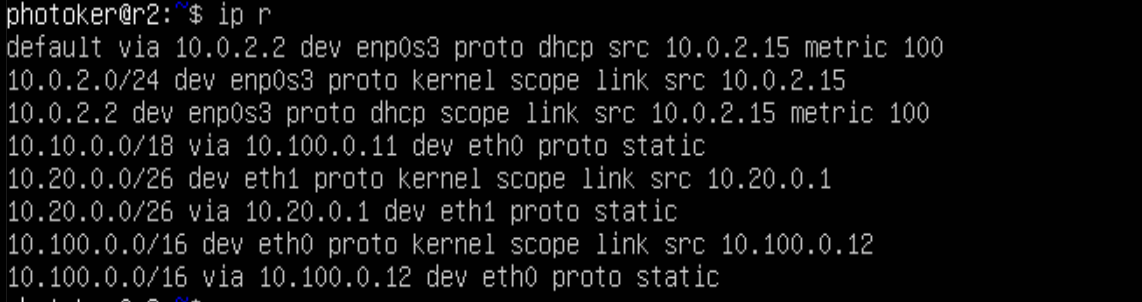 photoker@r2:~$ ip r
default via 10.0.2.2 dev enp0s3 proto dhcp src 10.0.2.15 metric 100
10.0.2.0/24 dev enp0s3 proto kernel scope link src 10.0.2.15
10.0.2.2 dev enp0s3 proto dhcp scope link src 10.0.2.15 metric 100
10.10.0.0/18 via 10.100.0.11 dev eth0 proto static
10.20.0.0/26 dev eth1 proto kernel scope link src 10.20.0.1
10.20.0.0/26 via 10.20.0.1 dev eth1 proto static
10.100.0.0/16 dev eth0 proto kernel scope link src 10.100.0.12
10.100.0.0/16 via 10.100.0.12 dev eth0 proto static